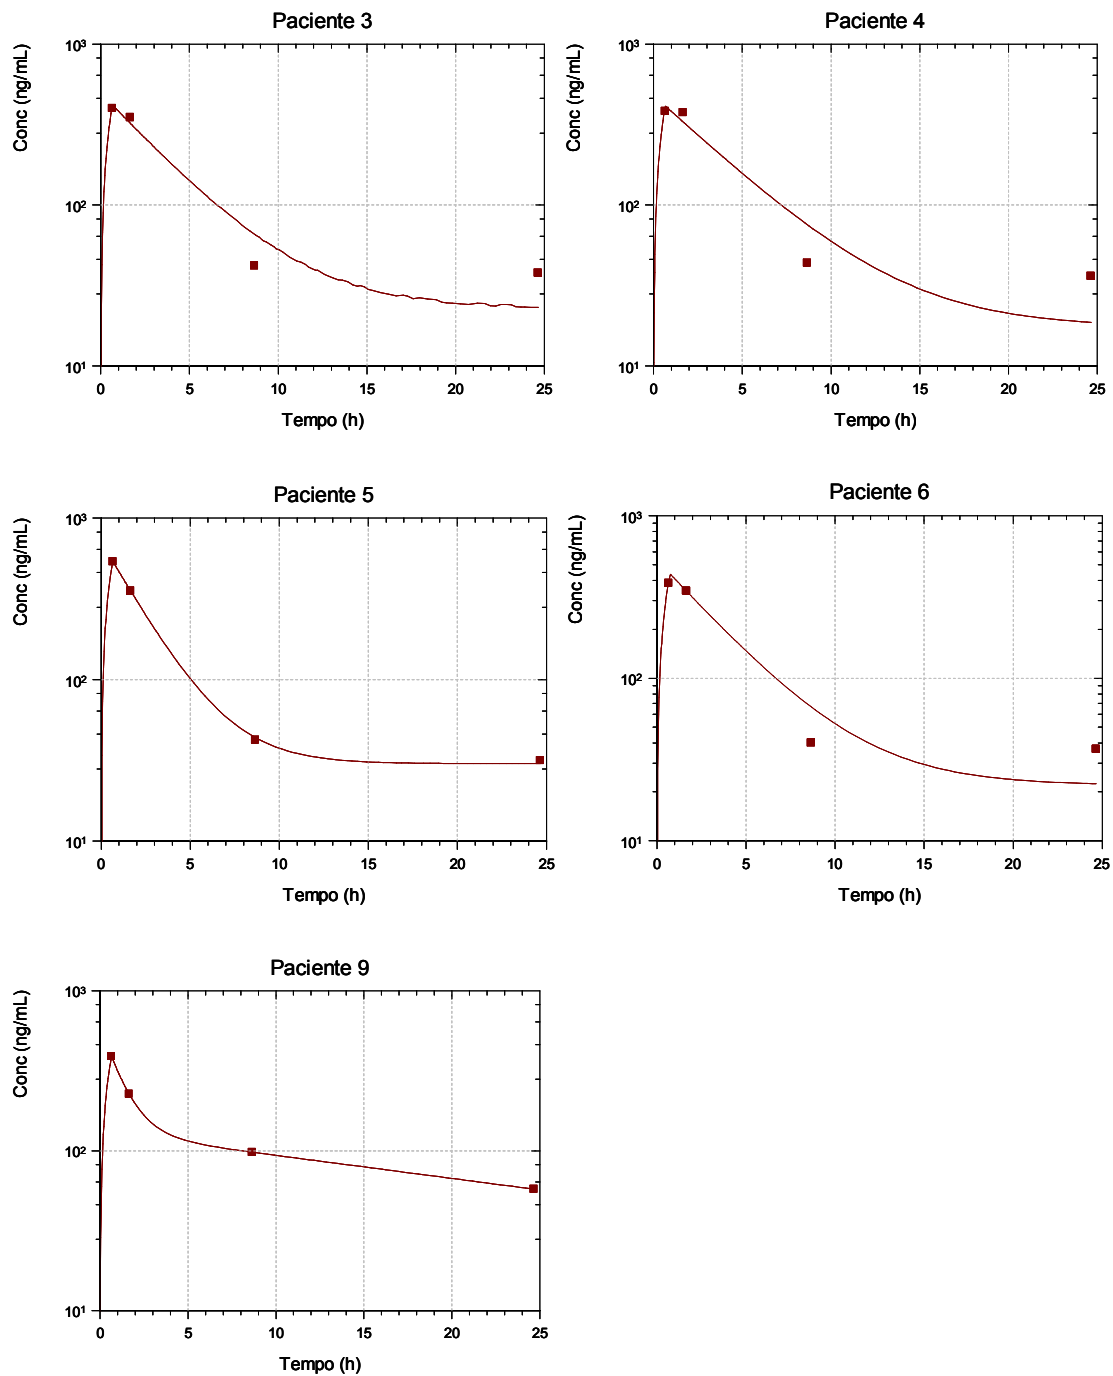 Paciente 3
Conc (ng/mL)
10³
10²
10¹
0 5 10 15 20 25
Tempo (h)
Paciente 4
Conc (ng/mL)
10³
10²
10¹
0 5 10 15 20 25
Tempo (h)
Paciente 5
Conc (ng/mL)
10³
10²
10¹
0 5 10 15 20 25
Tempo (h)
Paciente 6
Conc (ng/mL)
10³
10²
10¹
0 5 10 15 20 25
Tempo (h)
Paciente 9
Conc (ng/mL)
10³
10²
10¹
0 5 10 15 20 25
Tempo (h)